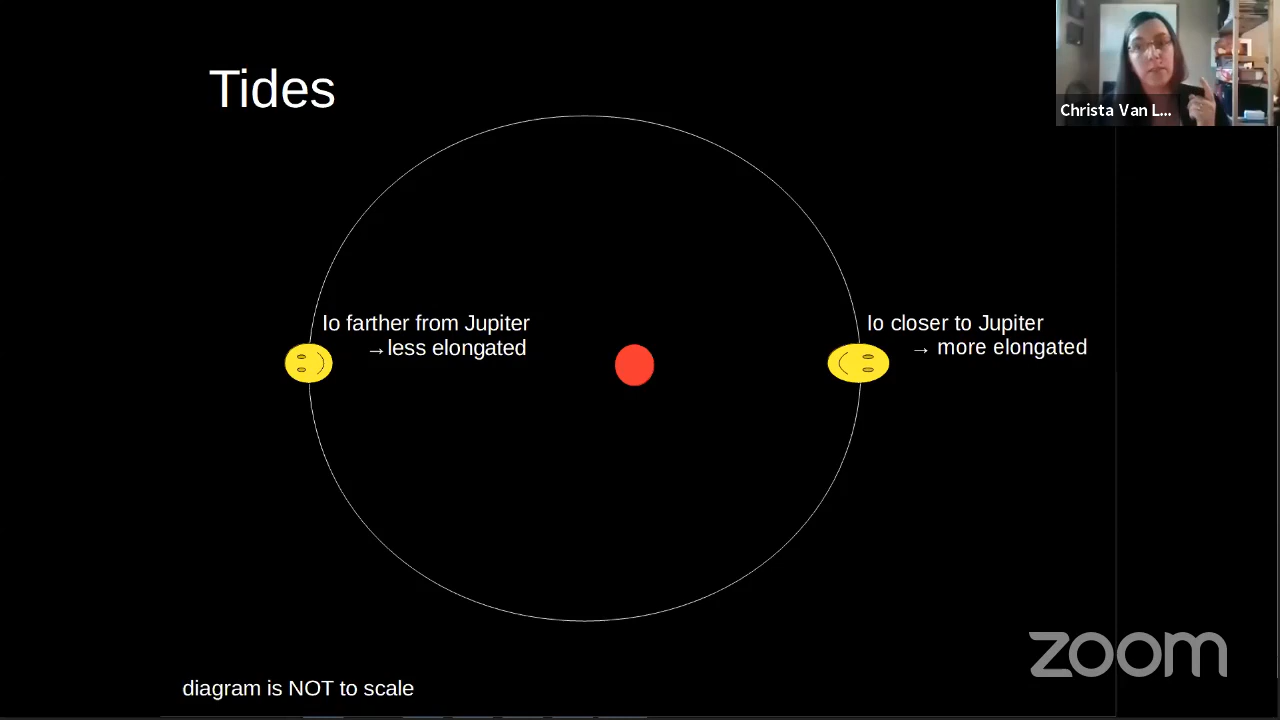 Tides
Christa Van L...
Io farther from Jupiter
→less elongated
Io closer to Jupiter
→ more elongated
zoom
diagram is NOT to scale